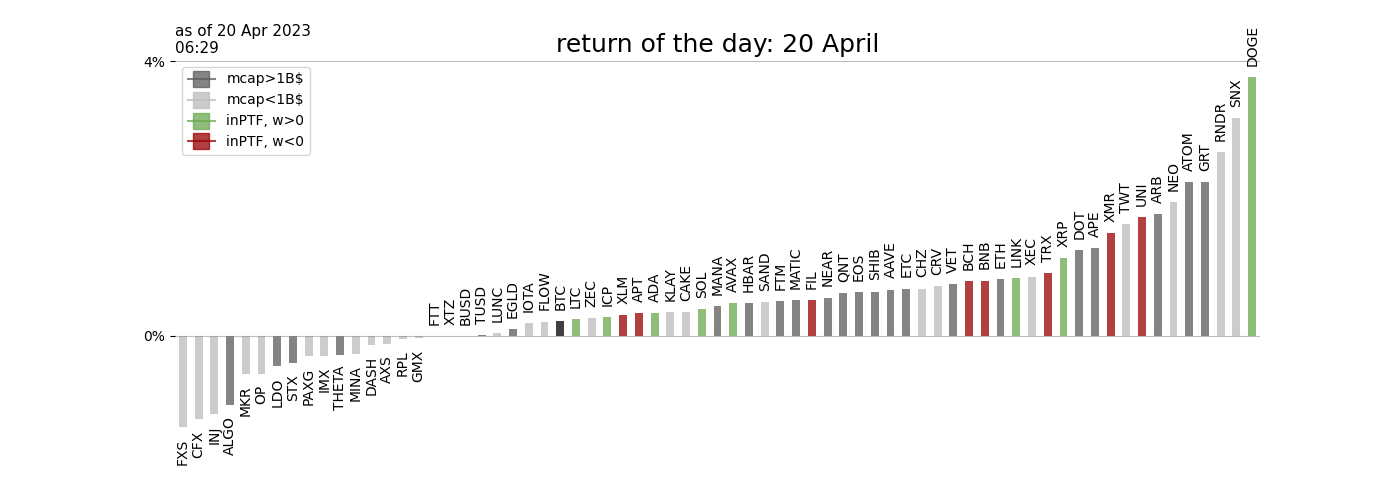 as of 20 Apr 2023
06:29
return of the day: 20 April
4%
0%
mcap>1B$
mcap<1B$
inPTF, w>0
inPTF, w<0
FXS
CFX
INJ
ALGO
MKR
OP
LDO
STX
PAXG
IMX
THETA
MINA
DASH
AXS
RPL
GMX
FTT
XTZ
BUSD
TUSD
LUNC
EGLD
IOTA
FLOW
BTC
LTC
ZEC
ICP
XLM
APT
ADA
KLAY
CAKE
SOL
MANA
AVAX
HBAR
SAND
FTM
MATIC
FIL
NEAR
QNT
EOS
SHIB
AAVE
ETC
CHZ
CRV
VET
BCH
BNB
ETH
LINK
XEC
TRX
XRP
DOT
APE
XMR
TWT
UNI
ARB
NEO
ATOM
GRT
RNDR
SNX
DOGE